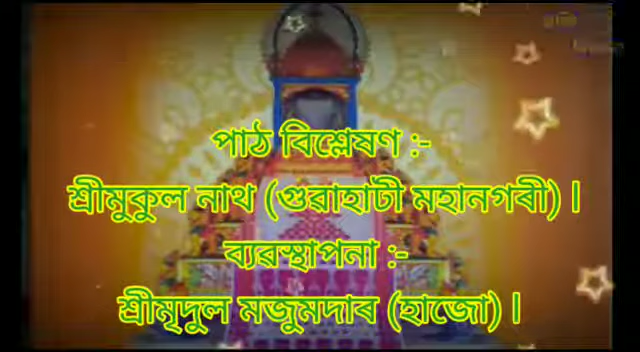 পাঠ বিশ্লেষণ :-
শ্ৰীমুকুল নাথ (গুৱাহাটী মহানগৰী) ।
ব্যৱস্থাপনা :-
শ্ৰীমৃদুল মজুমদাৰ (হাজো) ।